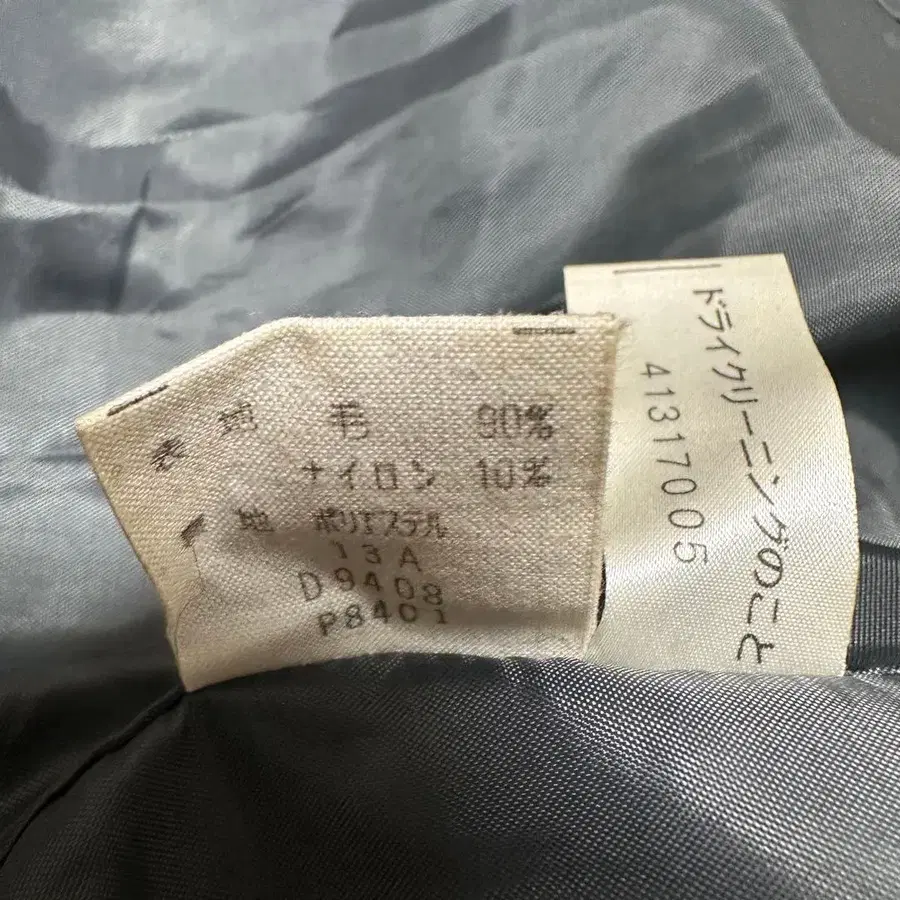 表地 毛 90%
ナイロン 10%
地 ポリエステル
13A
D9408
P8401
ドライクリーニングのこと
41317005